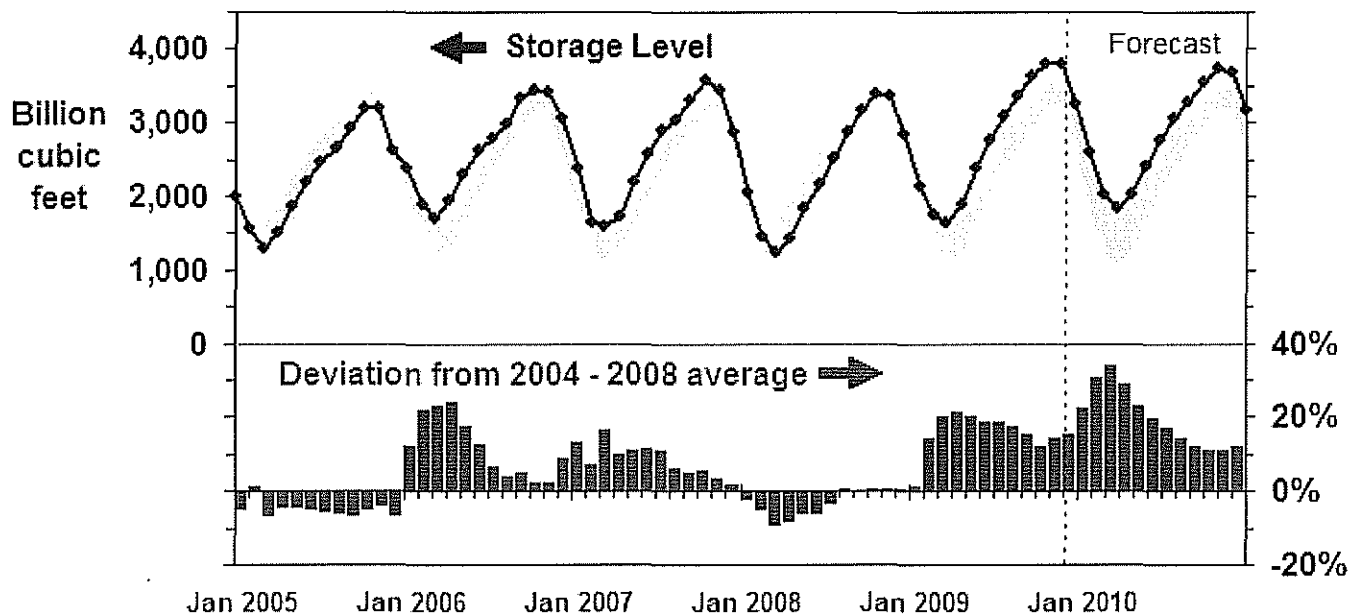 4,000
3,000
2,000
1,000
0
Billion
cubic
feet
Storage Level
Forecast
Deviation from 2004 - 2008 average
40%
20%
0%
-20%
Jan 2005
Jan 2006
Jan 2007
Jan 2008
Jan 2009
Jan 2010